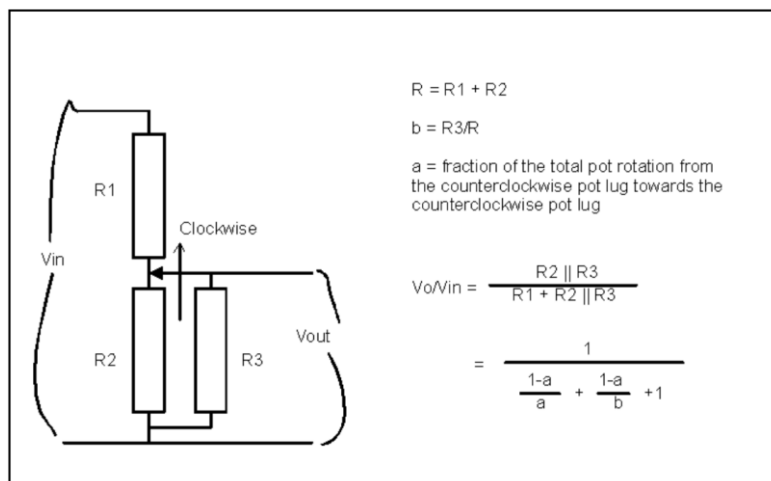 R = R1 + R2
b = R3/R
a = fraction of the total pot rotation from
the counterclockwise pot lug towards the
counterclockwise pot lug
R1
Clockwise
Vin
R2
R3
Vout
Vo/Vin = R2 || R3
R1 + R2 || R3
= 1
1-a + 1-a +1
a b